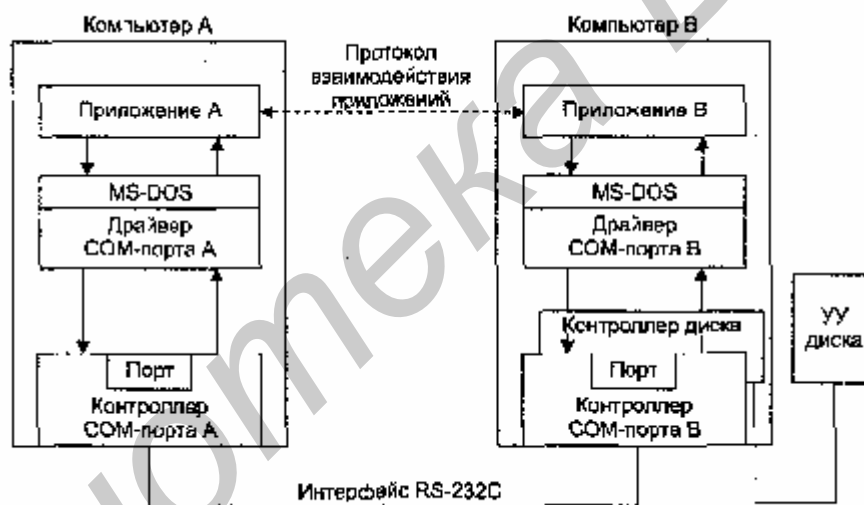 Компьютер А
Компьютер В
Протокол
взаимодействия
приложений
Приложение А
Приложение В
MS-DOS
Драйвер
COM-порта А
MS-DOS
Драйвер
COM-порта В
Контроллер диска
УУ
диска
Порт
Контроллер
COM-порта А
Порт
Контроллер
COM-порта В
Интерфейс RS-232C